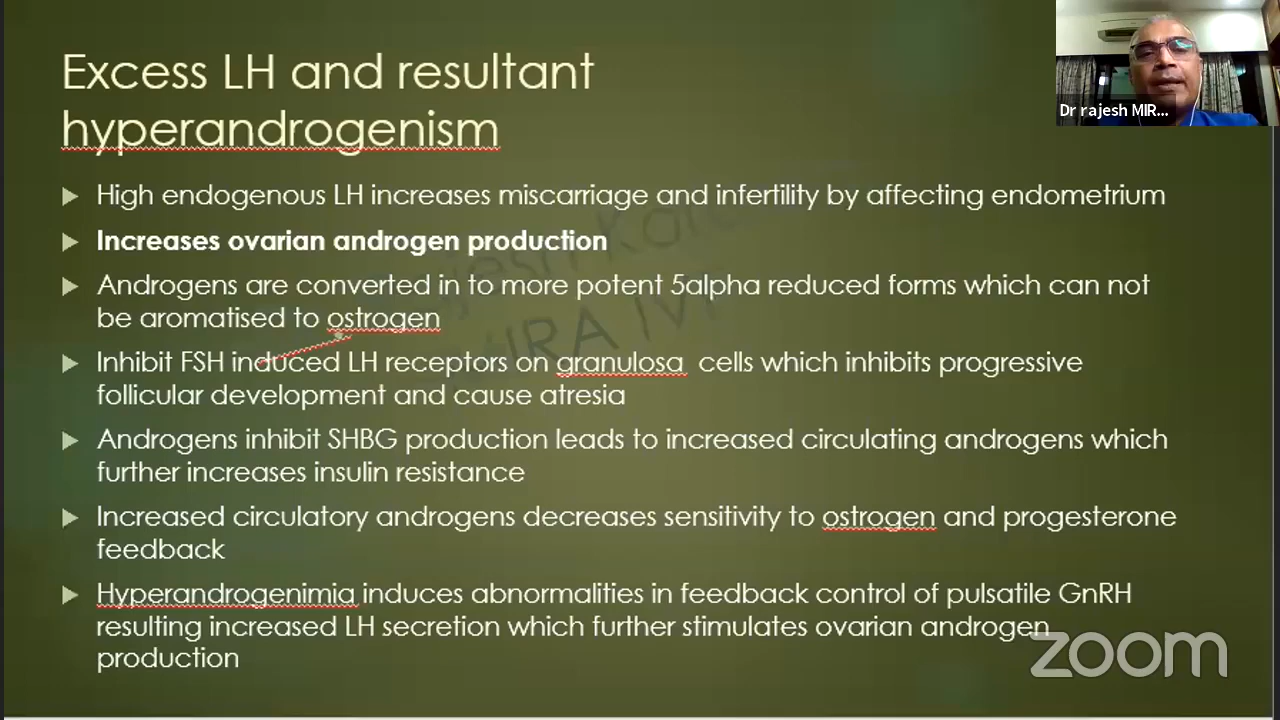 Excess LH and resultant
hyperandrogenism
Dr rajesh MIR...
High endogenous LH increases miscarriage and infertility by affecting endometrium
Increases ovarian androgen production
Androgens are converted in to more potent 5alpha reduced forms which can not
be aromatised to ostrogen
Inhibit FSH induced LH receptors on granulosa cells which inhibits progressive
follicular development and cause atresia
Androgens inhibit SHBG production leads to increased circulating androgens which
further increases insulin resistance
Increased circulatory androgens decreases sensitivity to ostrogen and progesterone
feedback
Hyperandrogenimia induces abnormalities in feedback control of pulsatile GnRH
resulting increased LH secretion which further stimulates ovarian androgen
production
zoom